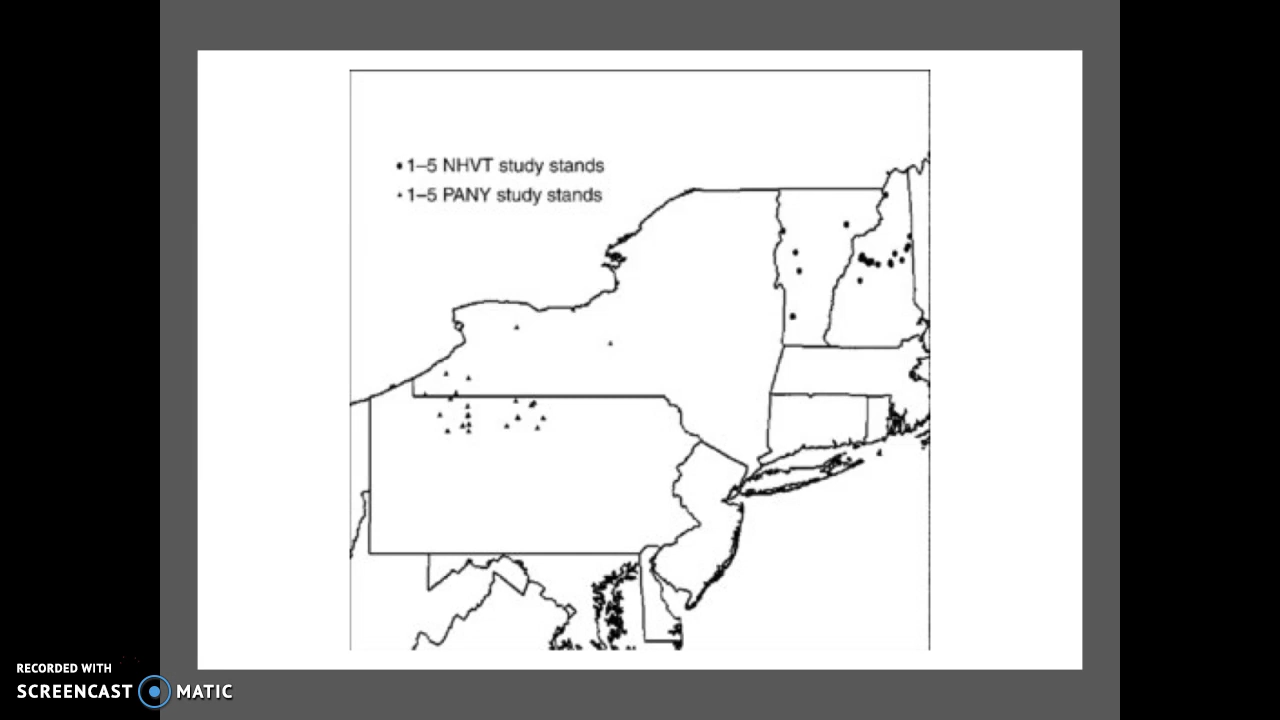 • 1–5 NHVT study stands
▴ 1–5 PANY study stands
RECORDED WITH
SCREENCAST MATIC